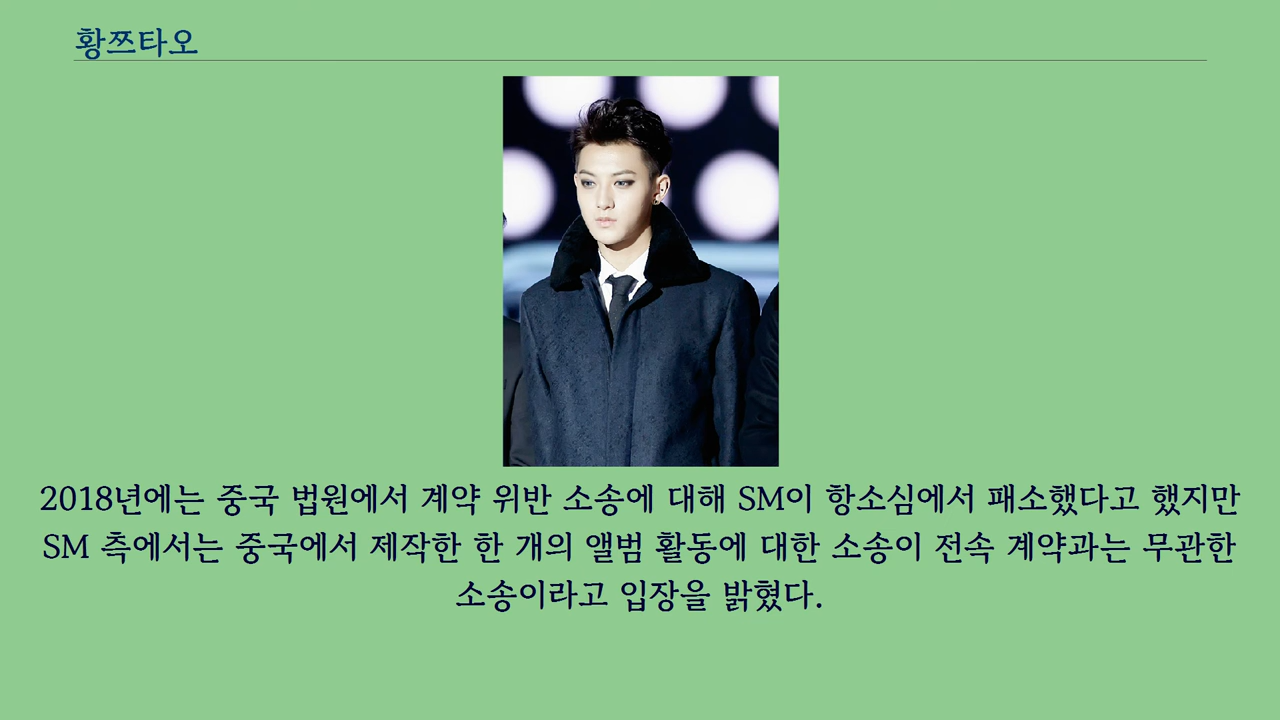 황쯔타오
2018년에는 중국 법원에서 계약 위반 소송에 대해 SM이 항소심에서 패소했다고 했지만
SM 측에서는 중국에서 제작한 한 개의 앨범 활동에 대한 소송이 전속 계약과는 무관한
소송이라고 입장을 밝혔다.